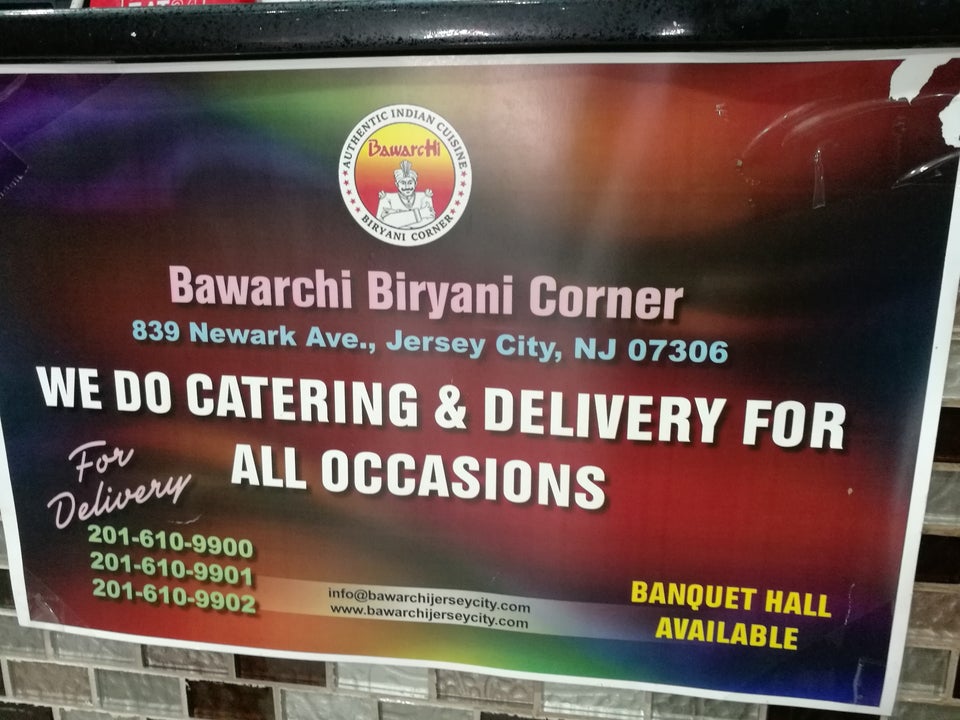 AUTHENTIC INDIAN CUISINE
BawarcHi
BIRYANI CORNER
Bawarchi Biryani Corner
839 Newark Ave., Jersey City, NJ 07306
WE DO CATERING & DELIVERY FOR
ALL OCCASIONS
For
Delivery
201-610-9900
201-610-9901
201-610-9902
info@bawarchijerseycity.com
www.bawarchijerseycity.com
BANQUET HALL
AVAILABLE